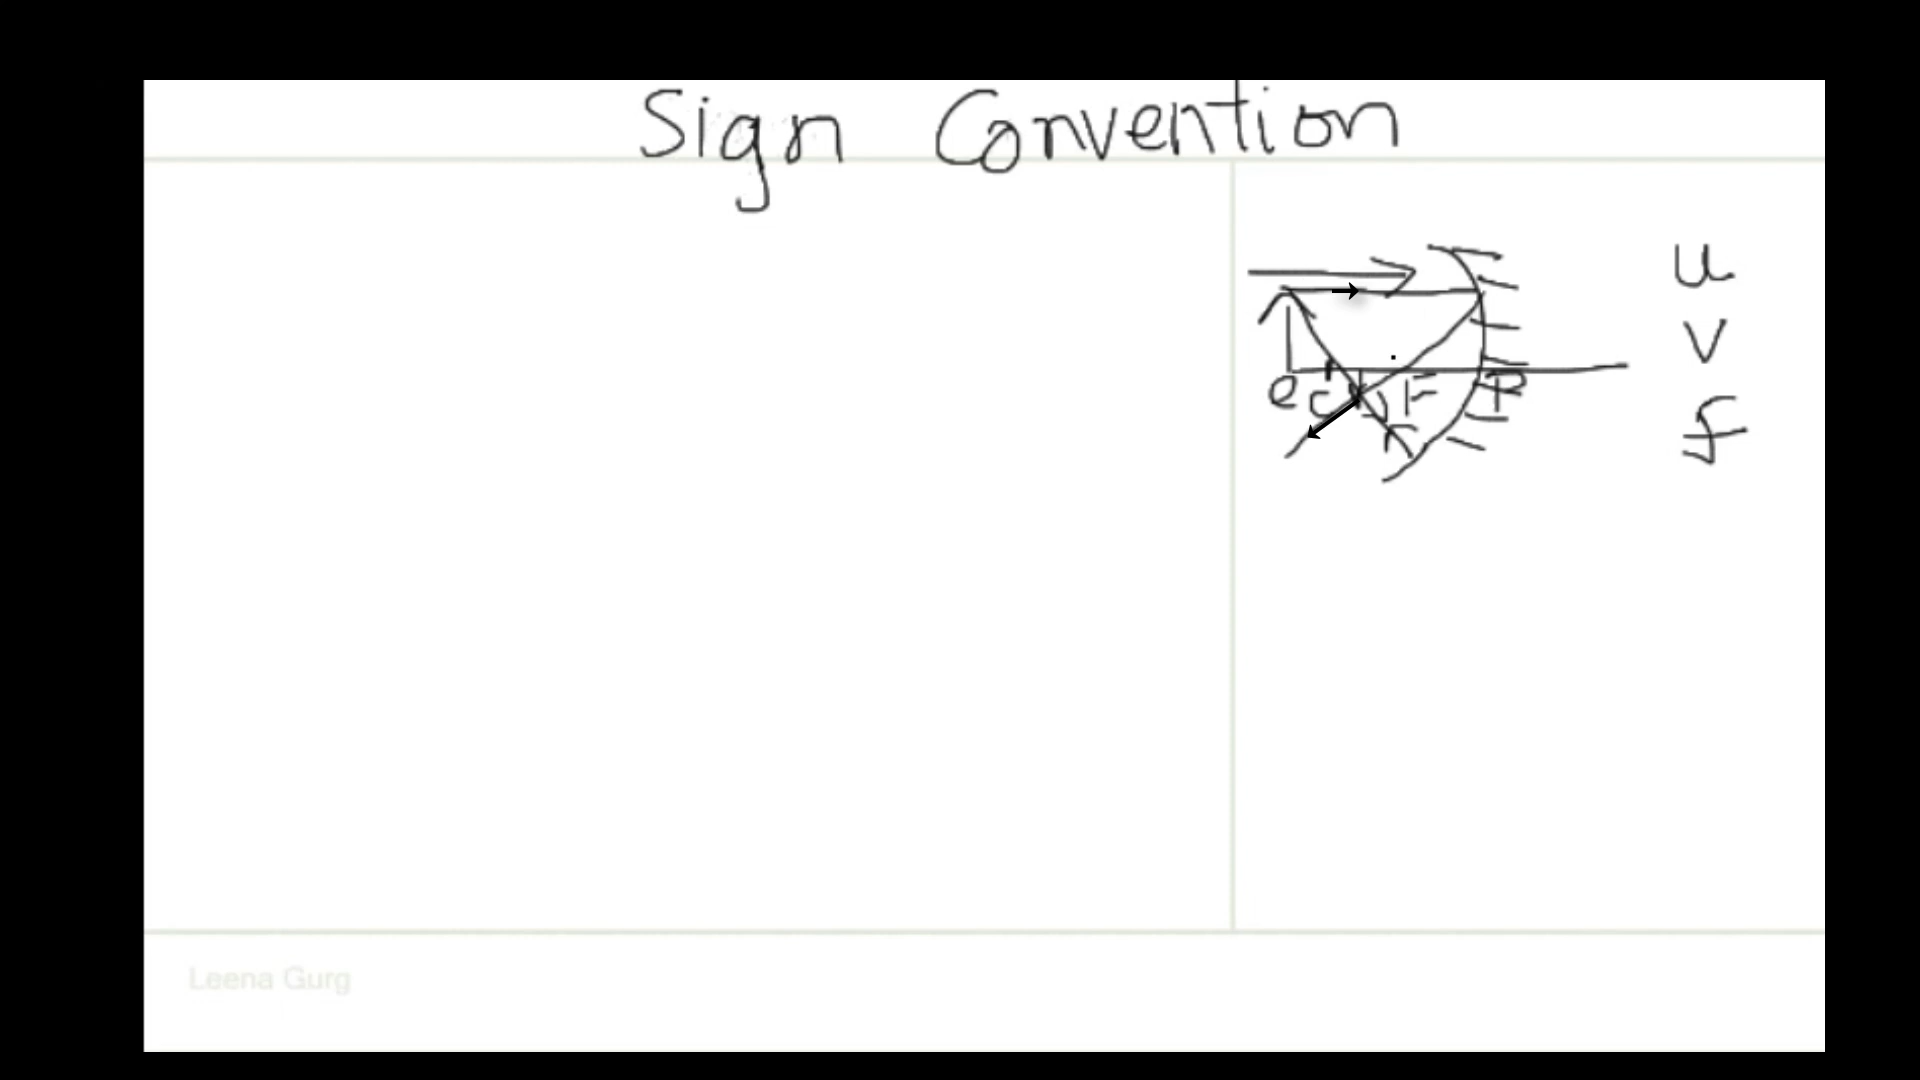 Sign Convention
u
v
e C F P
f
Leena Gurg